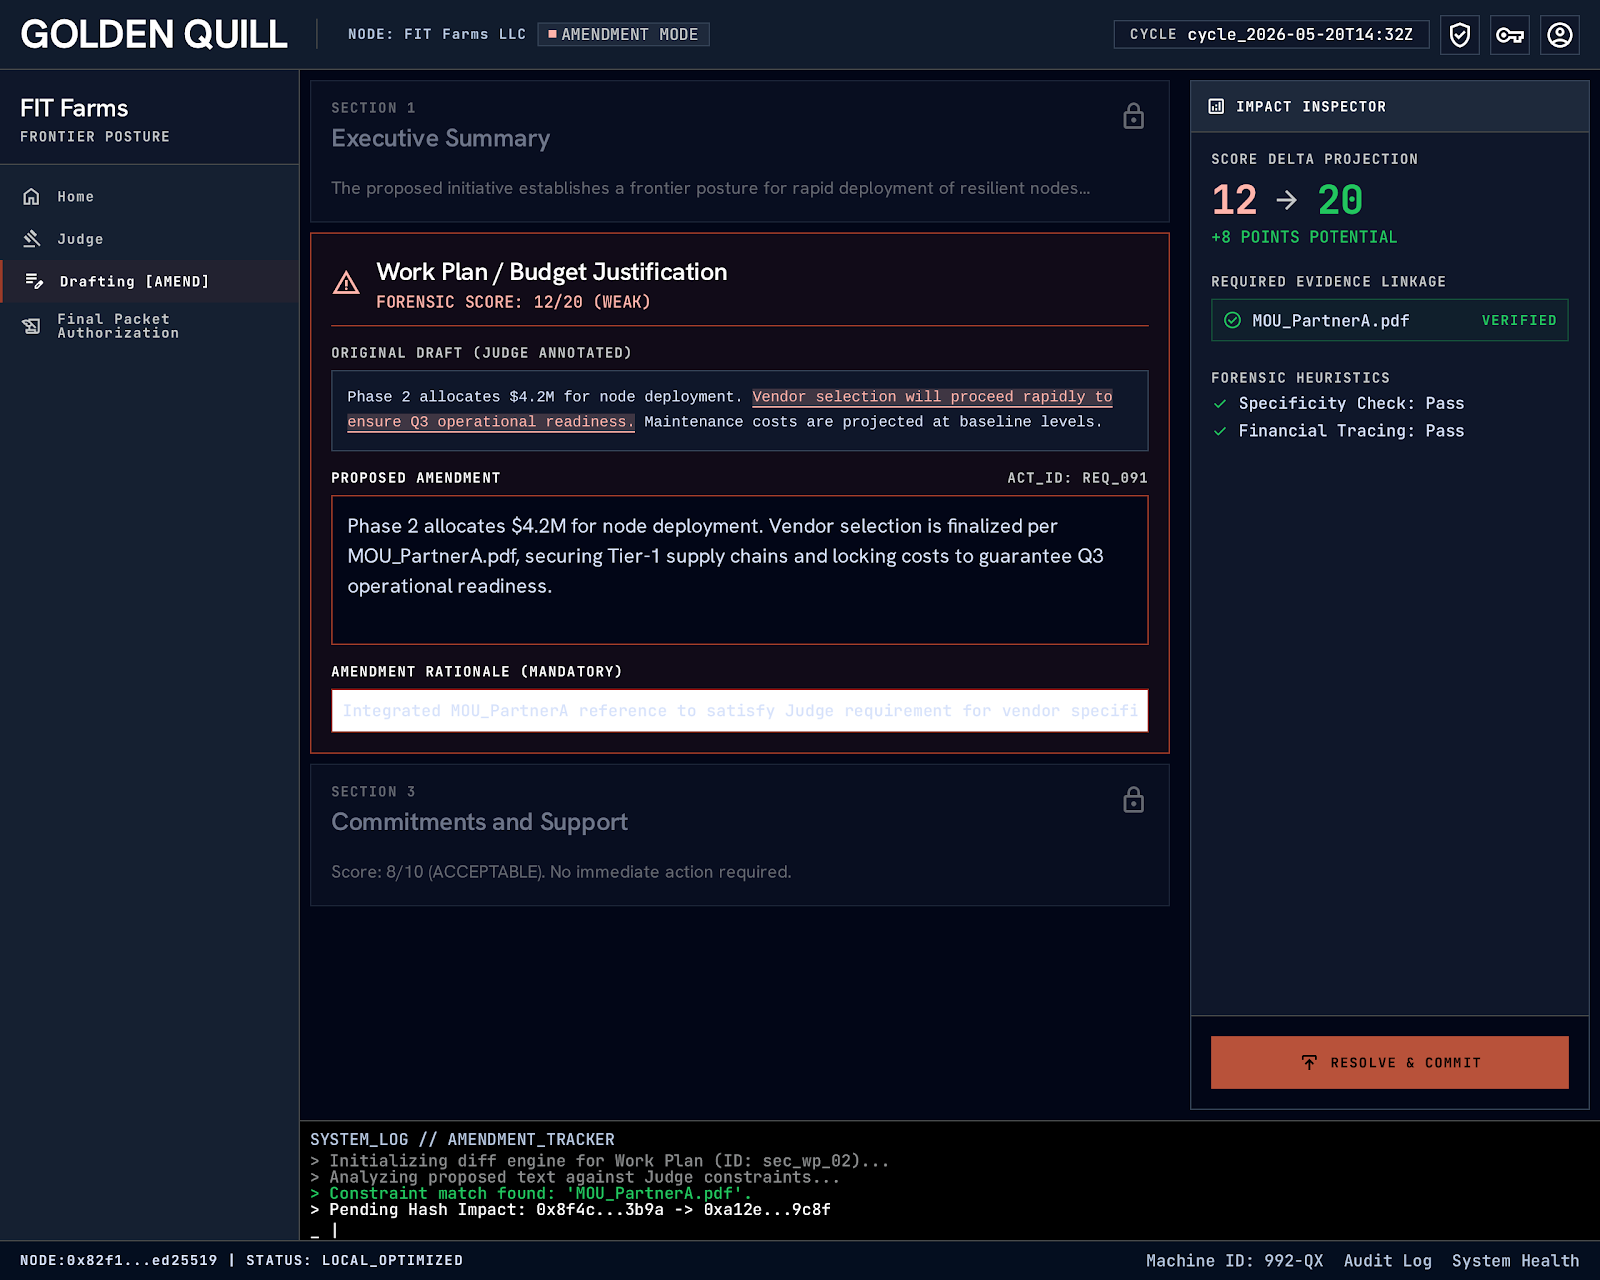 GOLDEN QUILL
NODE: FIT Farms LLC
AMENDMENT MODE
CYCLE cycle_2026-05-20T14:32Z
FIT Farms
FRONTIER POSTURE
Home
Judge
Drafting [AMEND]
Final Packet
Authorization
SECTION 1
Executive Summary
The proposed initiative establishes a frontier posture for rapid deployment of resilient nodes...
Work Plan / Budget Justification
FORENSIC SCORE: 12/20 (WEAK)
ORIGINAL DRAFT (JUDGE ANNOTATED)
Phase 2 allocates $4.2M for node deployment. Vendor selection will proceed rapidly to
ensure Q3 operational readiness. Maintenance costs are projected at baseline levels.
PROPOSED AMENDMENT
ACT_ID: REQ_091
Phase 2 allocates $4.2M for node deployment. Vendor selection is finalized per
MOU_PartnerA.pdf, securing Tier-1 supply chains and locking costs to guarantee Q3
operational readiness.
AMENDMENT RATIONALE (MANDATORY)
Integrated MOU_PartnerA reference to satisfy Judge requirement for vendor specifi
SECTION 3
Commitments and Support
Score: 8/10 (ACCEPTABLE). No immediate action required.
IMPACT INSPECTOR
SCORE DELTA PROJECTION
12 → 20
+8 POINTS POTENTIAL
REQUIRED EVIDENCE LINKAGE
MOU_PartnerA.pdf VERIFIED
FORENSIC HEURISTICS
Specificity Check: Pass
Financial Tracing: Pass
RESOLVE & COMMIT
SYSTEM_LOG // AMENDMENT_TRACKER
> Initializing diff engine for Work Plan (ID: sec_wp_02)...
> Analyzing proposed text against Judge constraints...
> Constraint match found: 'MOU_PartnerA.pdf'.
> Pending Hash Impact: 0x8f4c...3b9a -> 0xa12e...9c8f
_ |
NODE:0x82f1...ed25519 | STATUS: LOCAL_OPTIMIZED
Machine ID: 992-QX Audit Log System Health